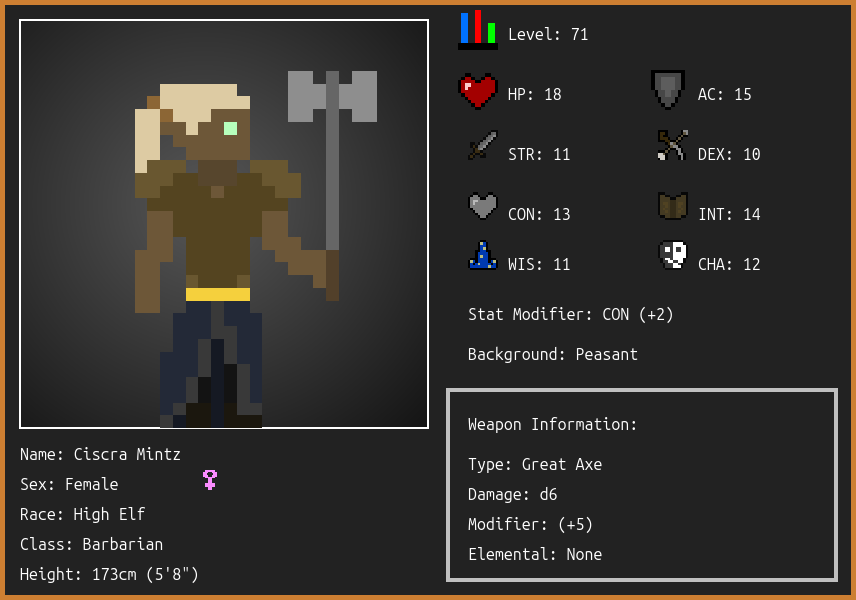 Level: 71
HP: 18
AC: 15
STR: 11
DEX: 10
CON: 13
INT: 14
WIS: 11
CHA: 12
Stat Modifier: CON (+2)
Background: Peasant
Weapon Information:
Type: Great Axe
Damage: d6
Modifier: (+5)
Elemental: None
Name: Ciscra Mintz
Sex: Female
Race: High Elf
Class: Barbarian
Height: 173cm (5'8")